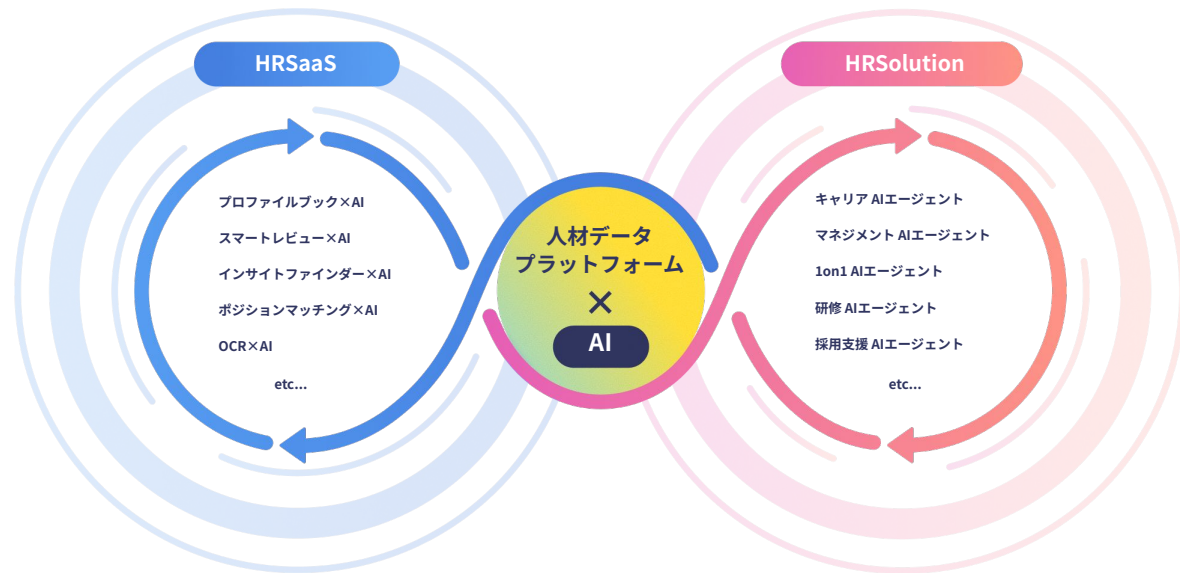 HRSaaS
プロファイルブック×AI
スマートレビュー×AI
インサイトファインダー×AI
ポジションマッチング×AI
OCR×AI
etc...
人材データ
プラットフォーム
×
AI
HRSolution
キャリア AIエージェント
マネジメント AIエージェント
1on1 AIエージェント
研修 AIエージェント
採用支援 AIエージェント
etc...